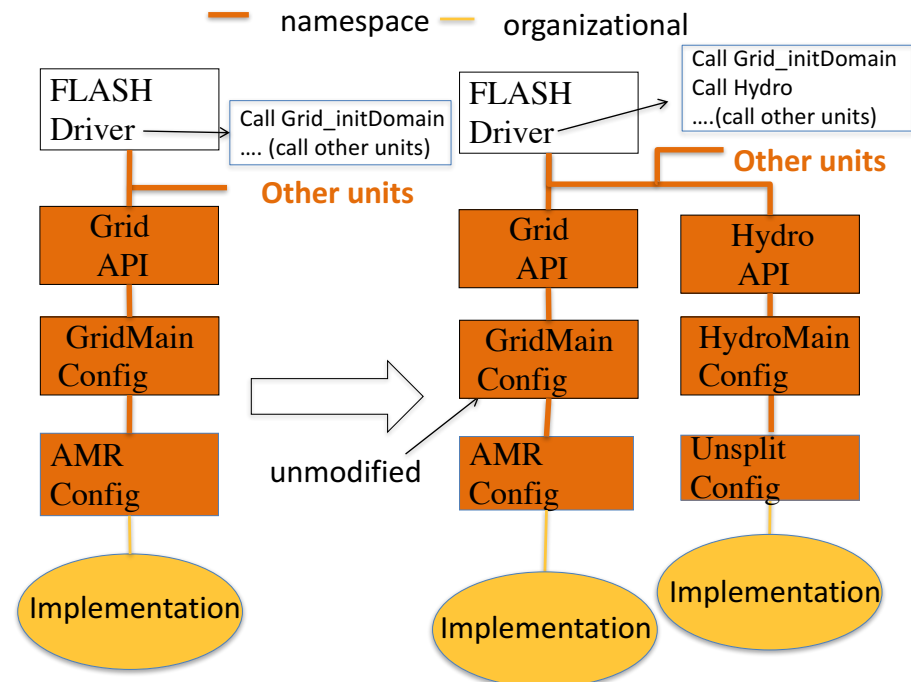 namespace
organizational
FLASH
Driver
Call Grid_initDomain
.... (call other units)
Other units
Grid
API
GridMain
Config
AMR
Config
Implementation
unmodified
FLASH
Driver
Call Grid_initDomain
Call Hydro
....(call other units)
Other units
Grid
API
GridMain
Config
AMR
Config
Implementation
Hydro
API
HydroMain
Config
Unsplit
Config
Implementation